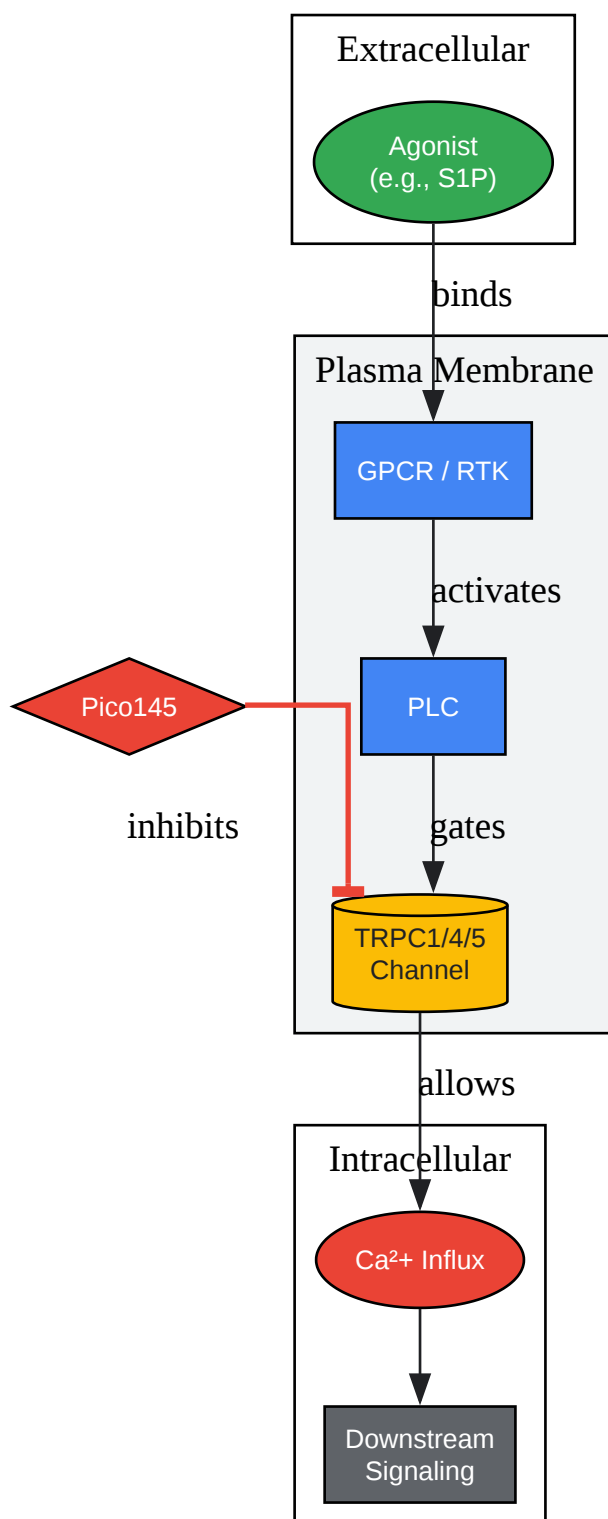 Extracellular
Agonist
(e.g., S1P)
binds
Plasma Membrane
GPCR / RTK
activates
Pico145
PLC
inhibits
gates
TRPC1/4/5
Channel
allows
Intracellular
Ca²+ Influx
Downstream
Signaling